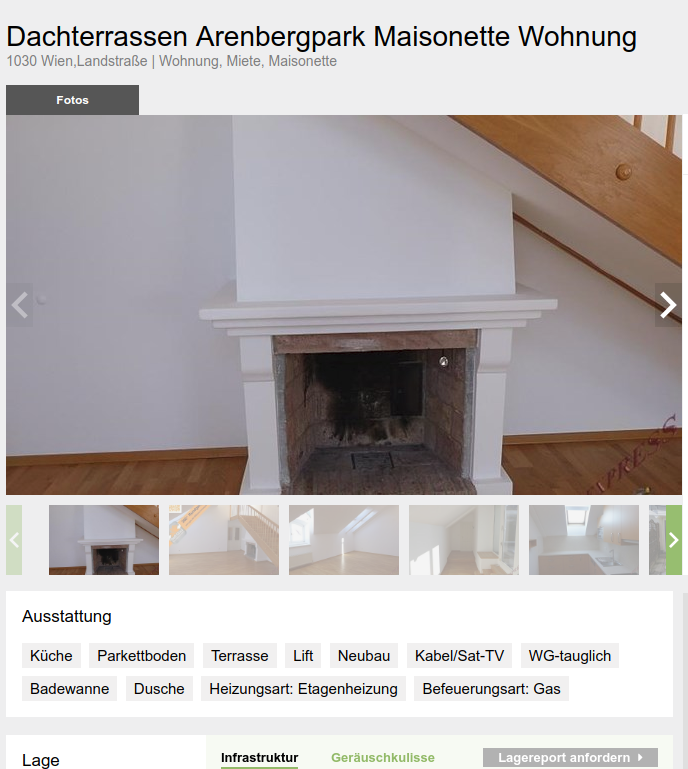 Dachterrassen Arenbergpark Maisonette Wohnung
1030 Wien,Landstraße | Wohnung, Miete, Maisonette
Fotos
Ausstattung
Küche Parkettboden Terrasse Lift Neubau Kabel/Sat-TV WG-tauglich
Badewanne Dusche Heizungsart: Etagenheizung Befeuerungsart: Gas
Lage Infrastruktur Geräuschkulisse Lagereport anfordern